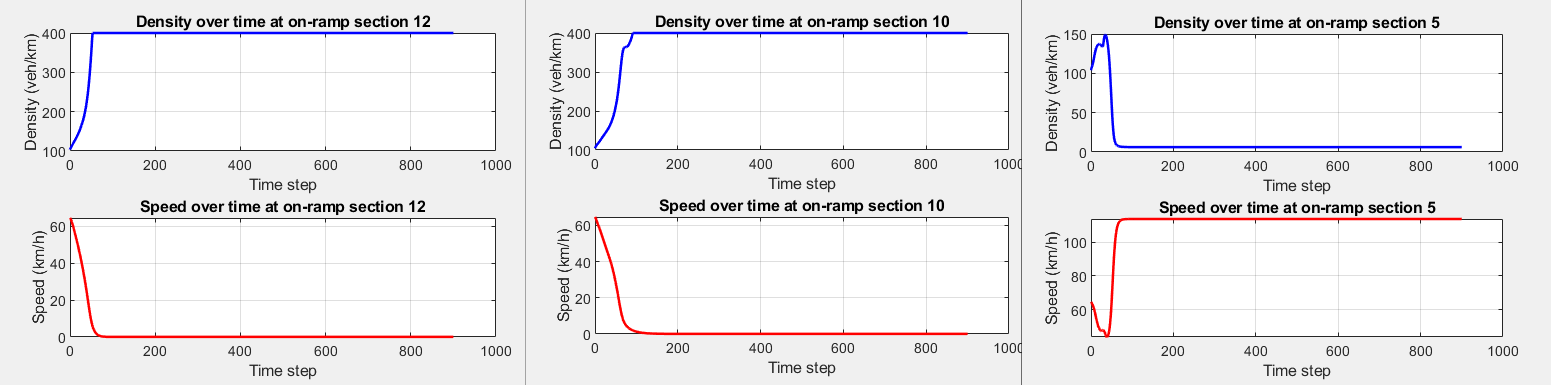 Density over time at on-ramp section 12
Density (veh/km)
400
300
200
100
0 200 400 600 800 1000
Time step
Speed over time at on-ramp section 12
Speed (km/h)
60
40
20
0
0 200 400 600 800 1000
Time step
Density over time at on-ramp section 10
Density (veh/km)
400
300
200
100
0 200 400 600 800 1000
Time step
Speed over time at on-ramp section 10
Speed (km/h)
60
40
20
0
0 200 400 600 800 1000
Time step
Density over time at on-ramp section 5
Density (veh/km)
150
100
50
0
0 200 400 600 800 1000
Time step
Speed over time at on-ramp section 5
Speed (km/h)
100
80
60
0 200 400 600 800 1000
Time step